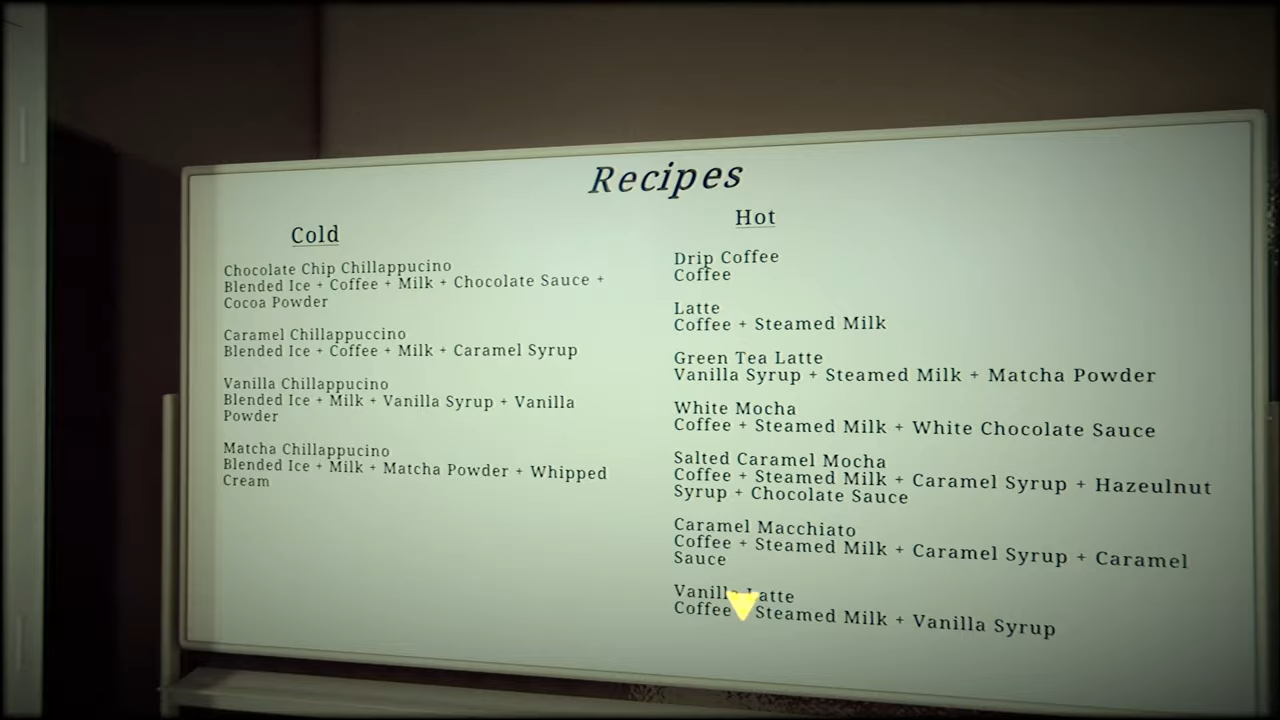 Recipes
Cold
Chocolate Chip Chillappucino
Blended Ice + Coffee + Milk + Chocolate Sauce +
Cocoa Powder
Caramel Chillappuccino
Blended Ice + Coffee + Milk + Caramel Syrup
Vanilla Chillappucino
Blended Ice + Milk + Vanilla Syrup + Vanilla
Powder
Matcha Chillappucino
Blended Ice + Milk + Matcha Powder + Whipped
Cream
Hot
Drip Coffee
Coffee
Latte
Coffee + Steamed Milk
Green Tea Latte
Vanilla Syrup + Steamed Milk + Matcha Powder
White Mocha
Coffee + Steamed Milk + White Chocolate Sauce
Salted Caramel Mocha
Coffee + Steamed Milk + Caramel Syrup + Hazeulnut
Syrup + Chocolate Sauce
Caramel Macchiato
Coffee + Steamed Milk + Caramel Syrup + Caramel
Sauce
Vanilla Latte
Coffee + Steamed Milk + Vanilla Syrup